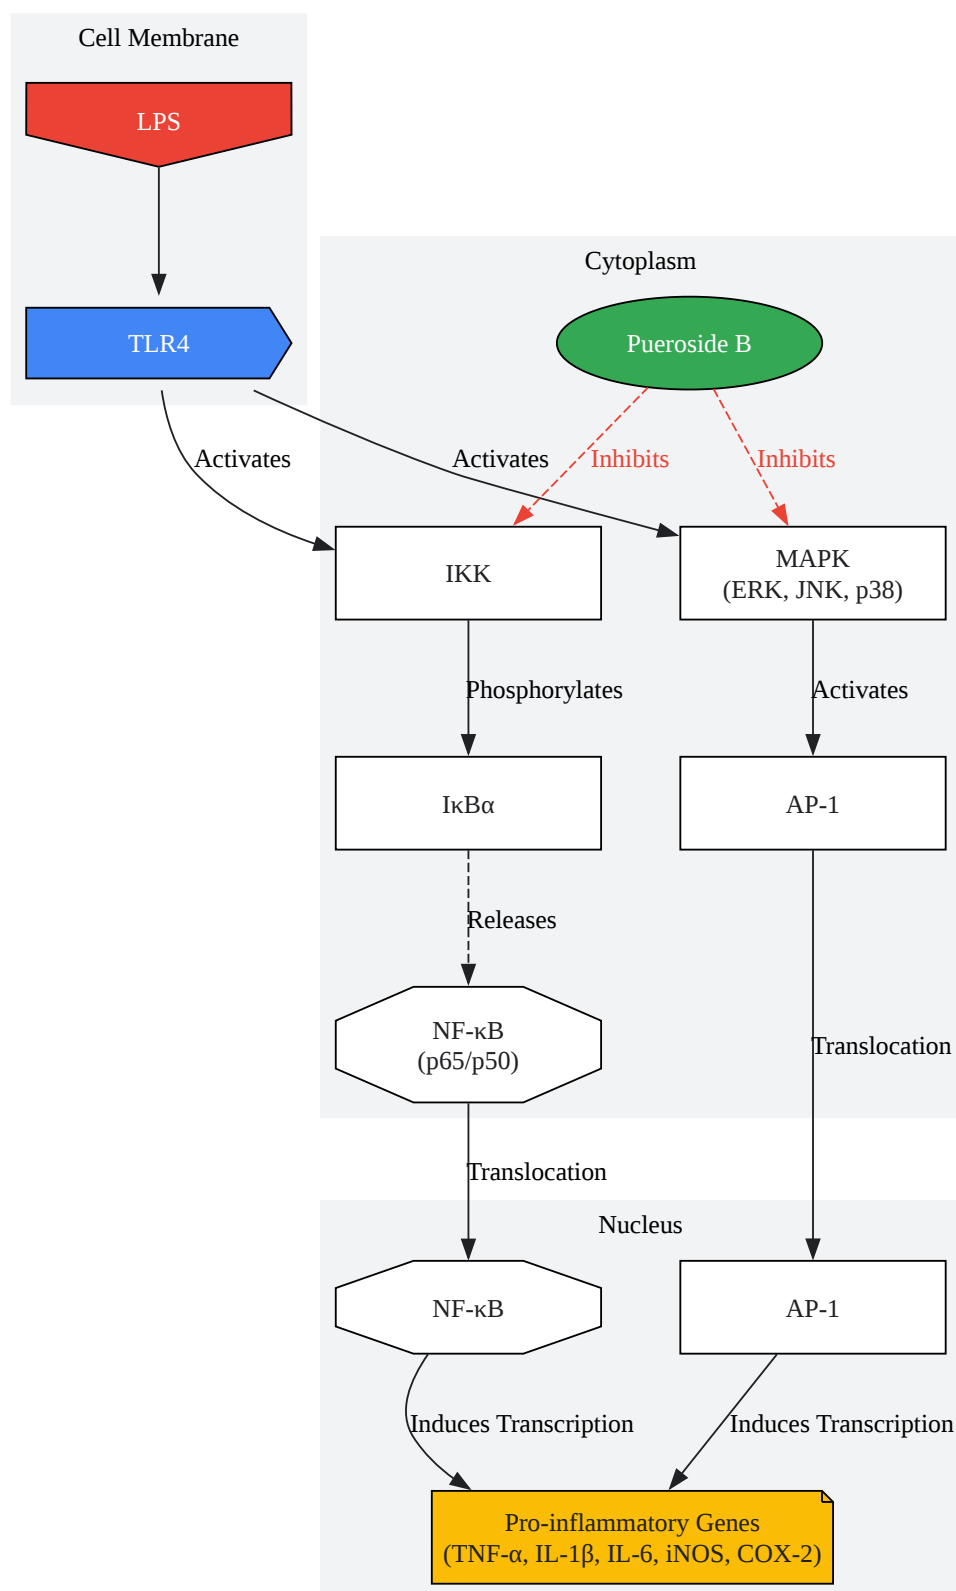 Cell Membrane
LPS
Cytoplasm
TLR4
Pueroside B
Activates
Activates
Inhibits
Inhibits
IKK
MAPK
(ERK, JNK, p38)
Phosphorylates
Activates
IκBα
AP-1
Releases
NF-κB
(p65/p50)
Translocation
Translocation
Nucleus
NF-κB
AP-1
Induces Transcription
Induces Transcription
Pro-inflammatory Genes
(TNF-α, IL-1β, IL-6, iNOS, COX-2)